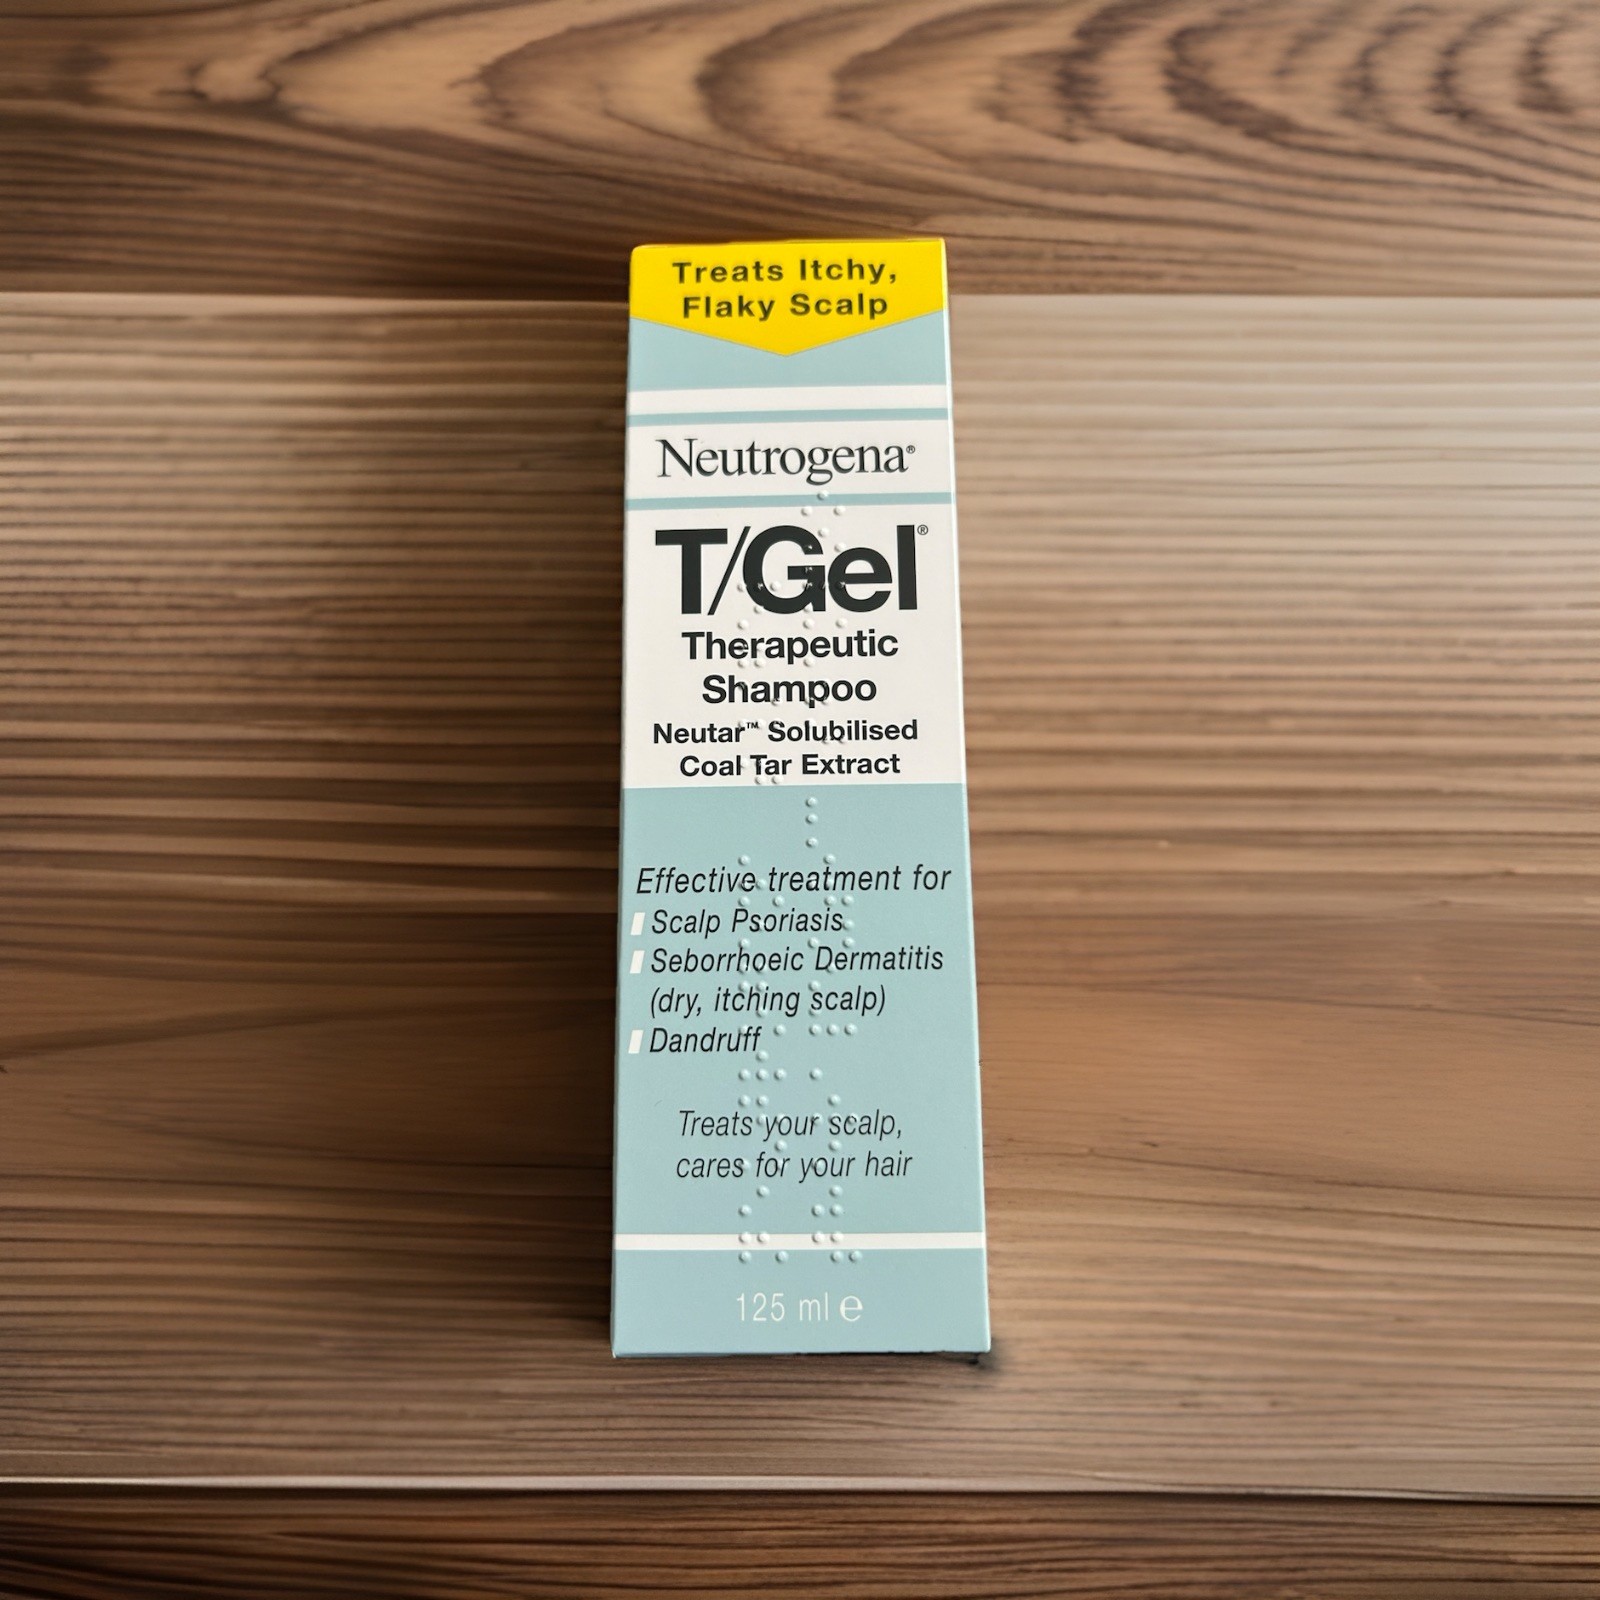 Treats Itchy,
Flaky Scalp
Neutrogena®
T/Gel®
Therapeutic
Shampoo
Neutar™ Solubilised
Coal Tar Extract
Effective treatment for
Scalp Psoriasis
Seborrhoeic Dermatitis
(dry, itching scalp)
Dandruff
Treats your scalp,
cares for your hair
125 ml ℮